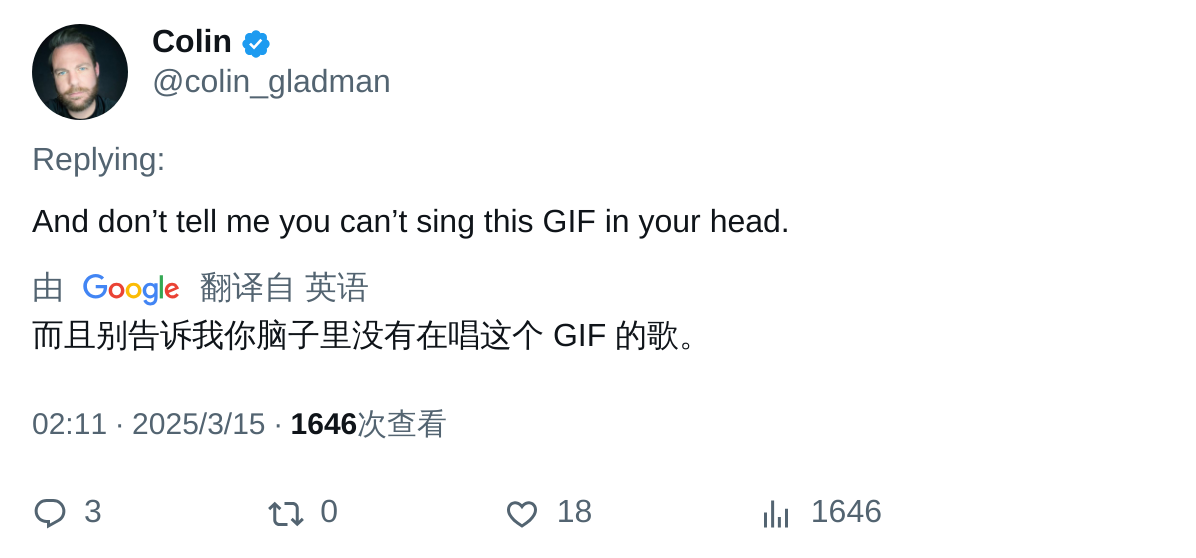 Colin
@colin_gladman
Replying:
And don’t tell me you can’t sing this GIF in your head.
由 Google 翻译自 英语
而且别告诉我你脑子里没有在唱这个 GIF 的歌。
02:11 · 2025/3/15 · 1646次查看
3 0 18 1646